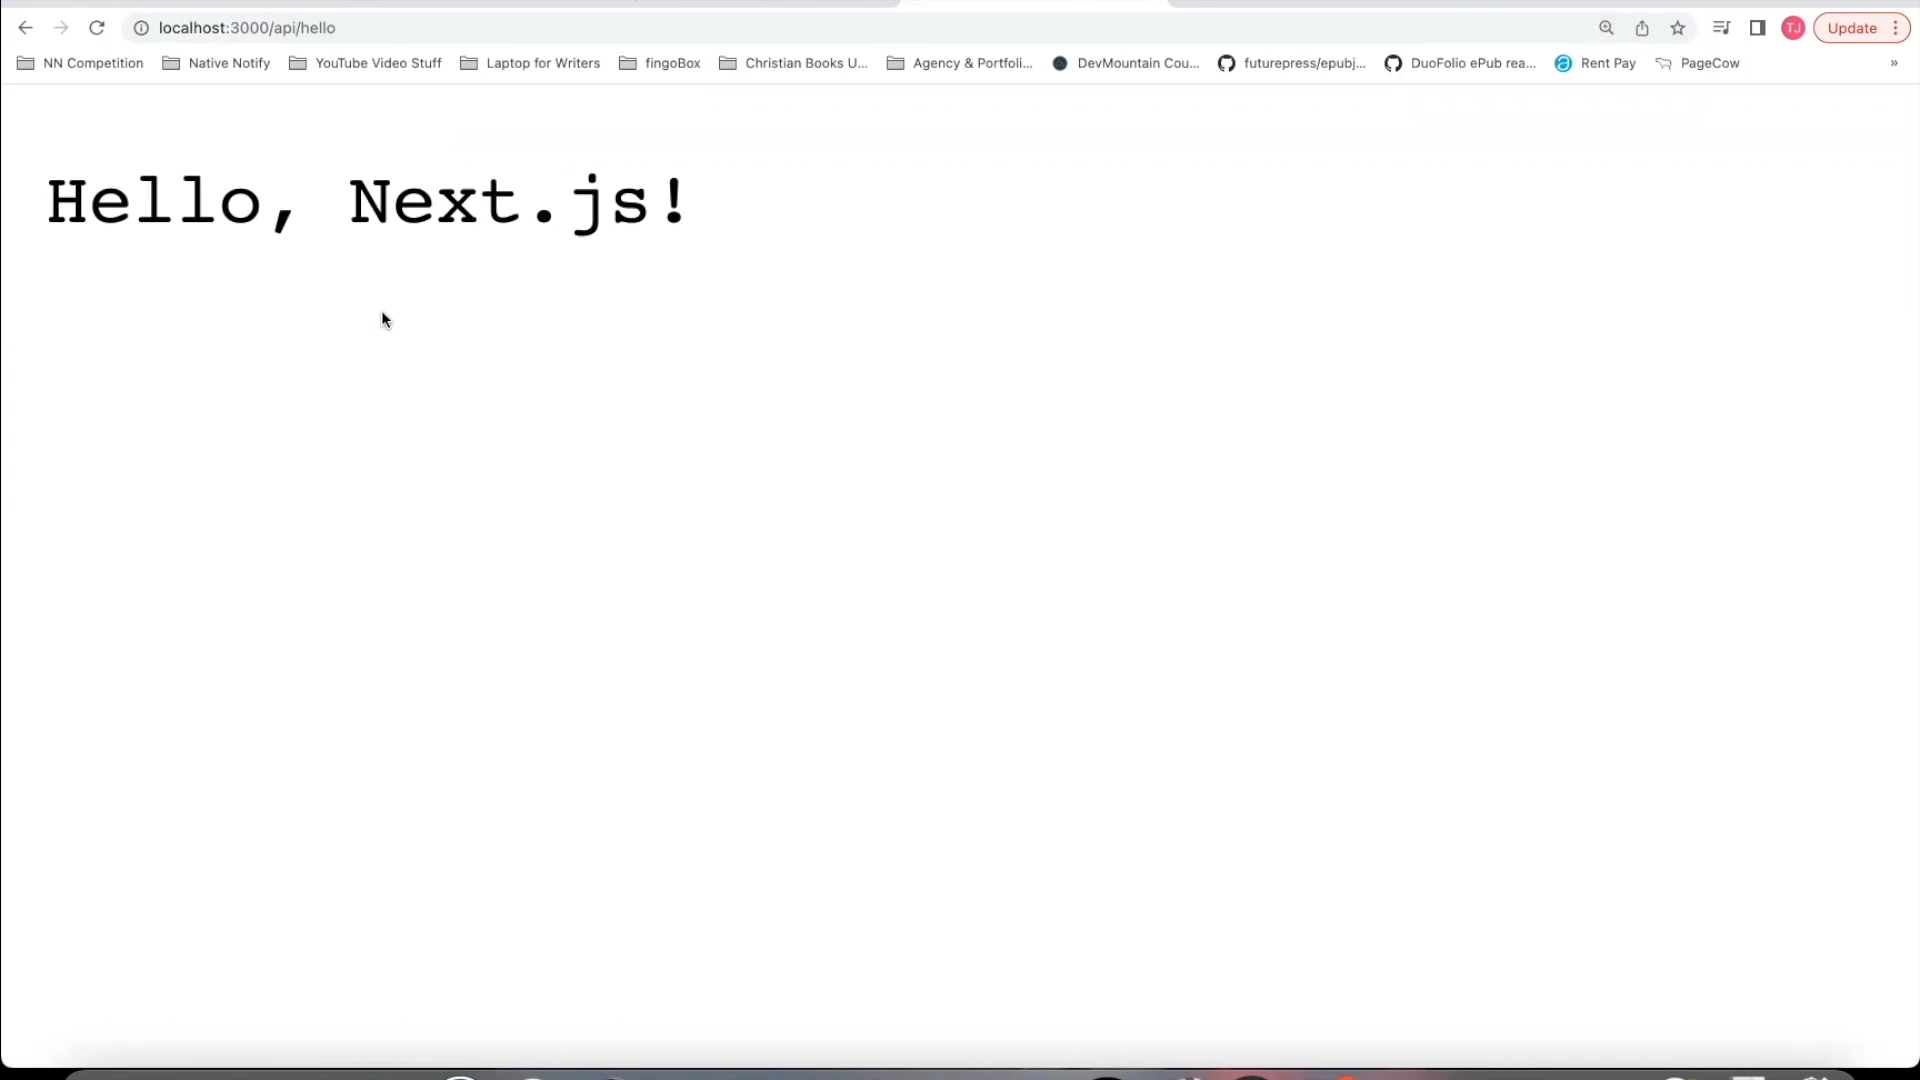 localhost:3000/api/hello
TJ
Update
NN Competition
Native Notify
YouTube Video Stuff
Laptop for Writers
fingoBox
Christian Books U...
Agency & Portfoli...
DevMountain Cou...
futurepress/epubj...
DuoFolio ePub rea...
Rent Pay
PageCow
»
Hello, Next.js!